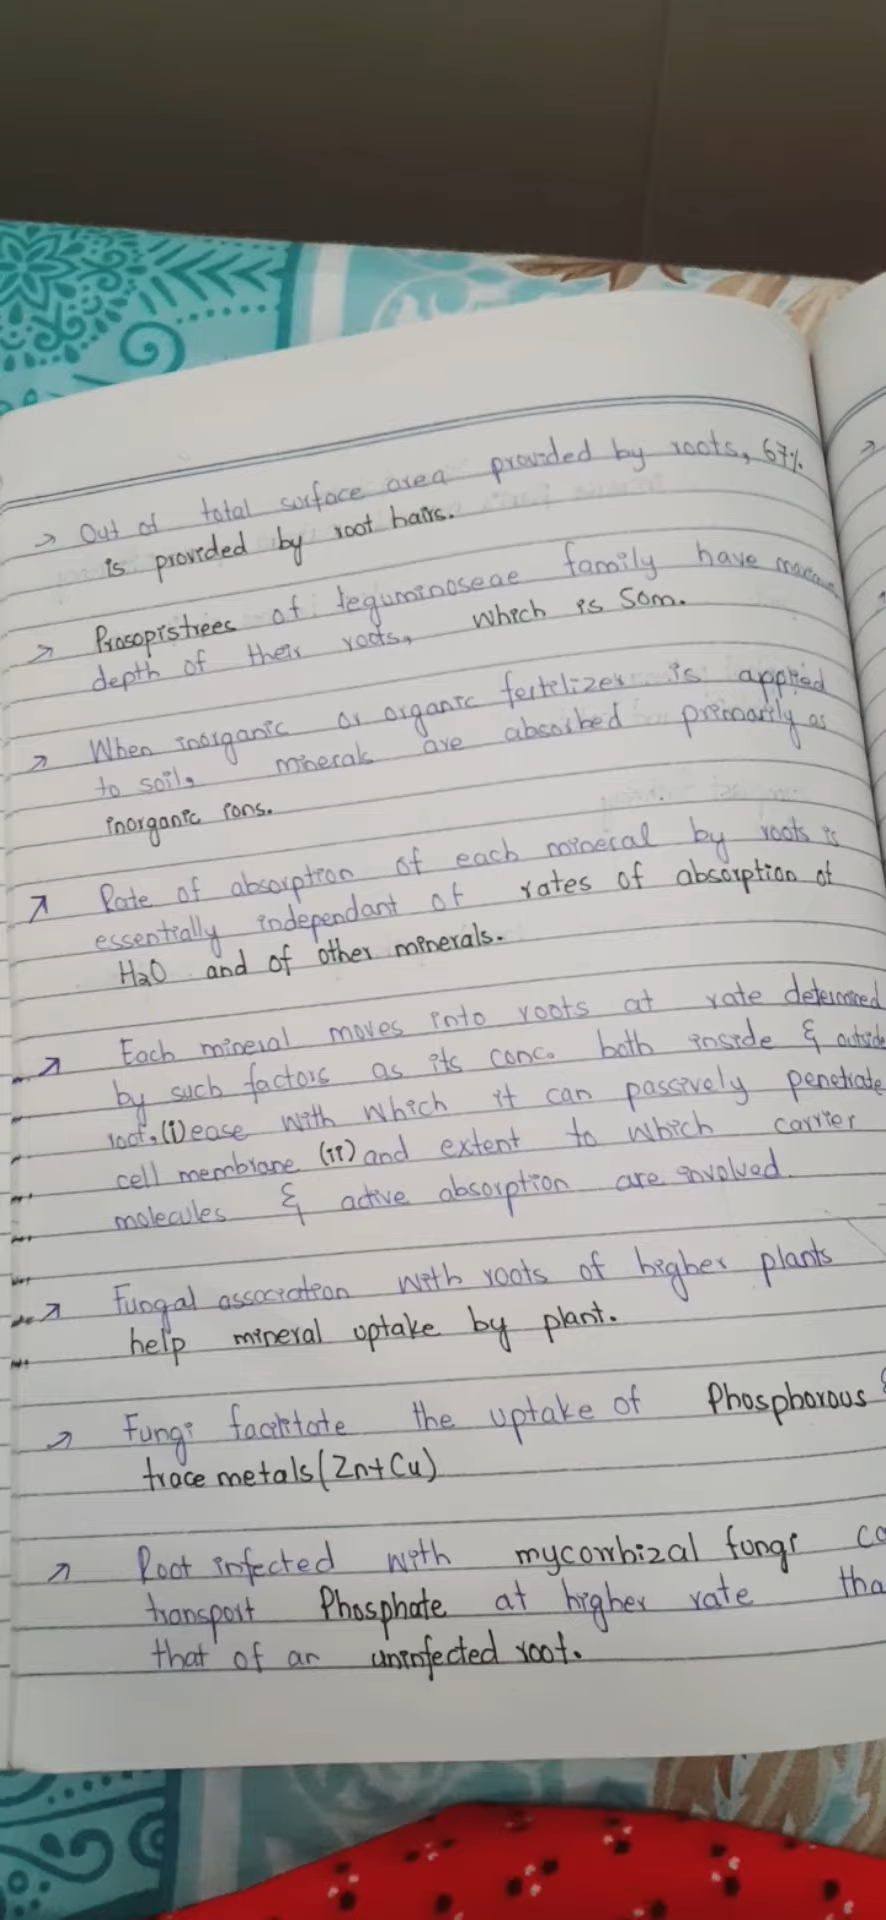 → Out of total surface area provided by roots, 67%
is provided by root hairs.
→ Prosopistrees of leguminoseae family have
depth of their roots, which is 50m.
→ When inorganic or organic fertilizer is applied
to soil, minerals are absorbed primarily as
inorganic ions.
→ Rate of absorption of each mineral by roots is
essentially independant of rates of absorption of
H2O and of other minerals.
→ Each mineral moves into roots at rate determined
by such factors as its conc. both inside & outside
root. (i) ease with which it can passively penetrate
cell membrane (ii) and extent to which carrier
molecules & active absorption are involved.
→ Fungal association with roots of higher plants
help mineral uptake by plant.
→ Fungi facilitate the uptake of Phosphorous &
trace metals (Zn+Cu)
→ Root infected with mycorrhizal fungi
transport Phosphate at higher rate tha
that of an uninfected root.